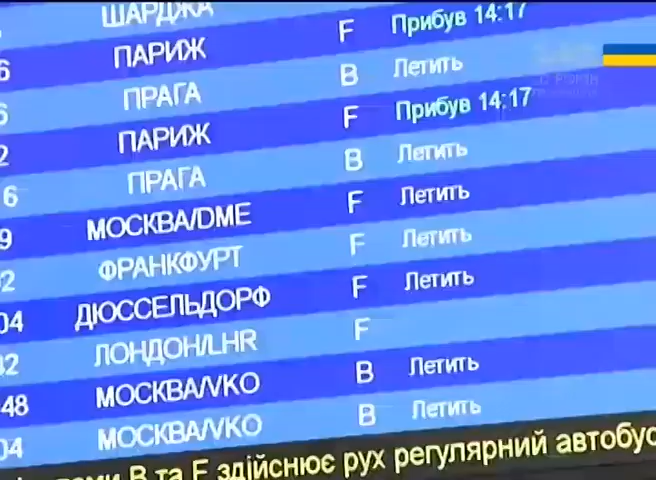 ШАРДЖА F Прибув 14:17
6 ПАРИЖ B Летить
6 ПРАГА F Прибув 14:17
2 ПАРИЖ B Летить
6 ПРАГА F Летить
9 МОСКВА/DME F Летить
02 ФРАНКФУРТ F Летить
04 ДЮССЕЛЬДОРФ F
32 ЛОНДОН/LHR B Летить
48 МОСКВА/VKO B Летить
04 МОСКВА/VKO
В та F здійснює рух регулярний автобус